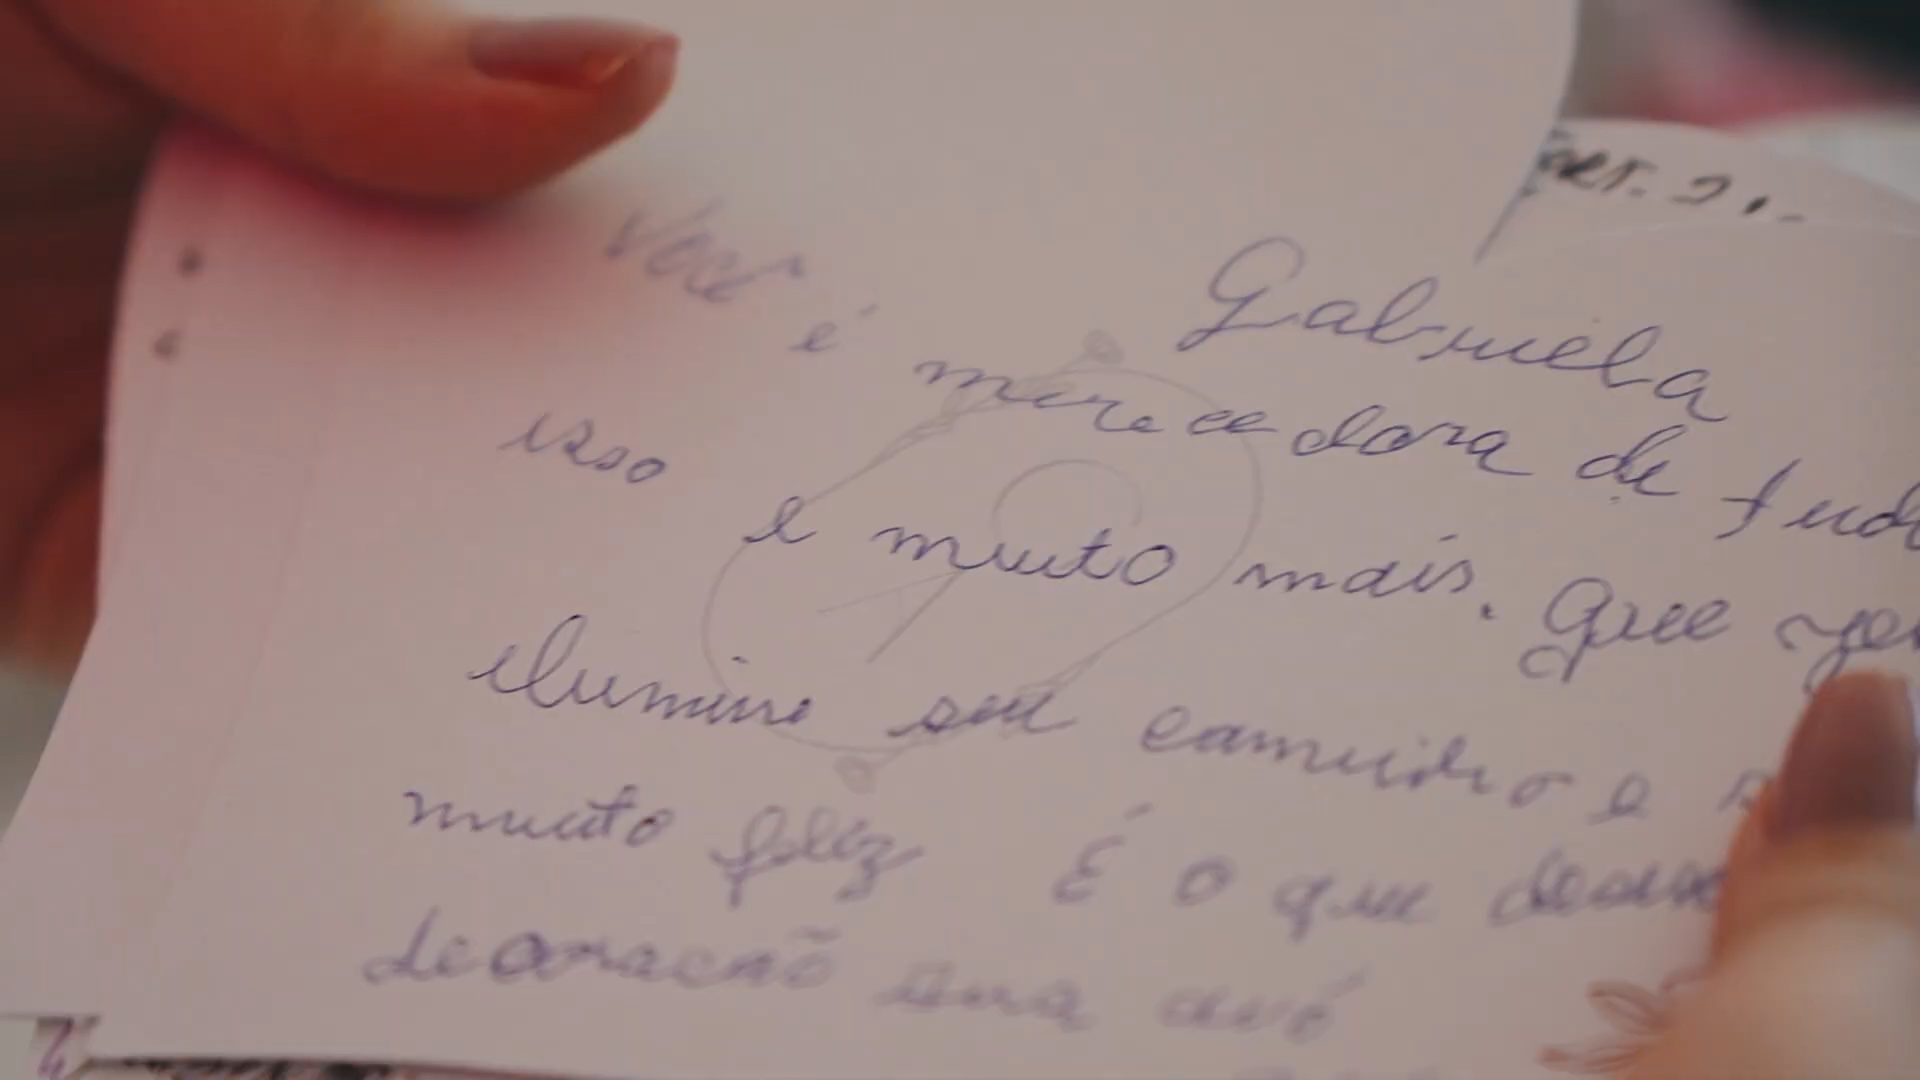 Gabriela
Você é merecedora de tudo
isso e muito mais. Que
ilumine seu caminho e
muito feliz É o que
de coração sua avó